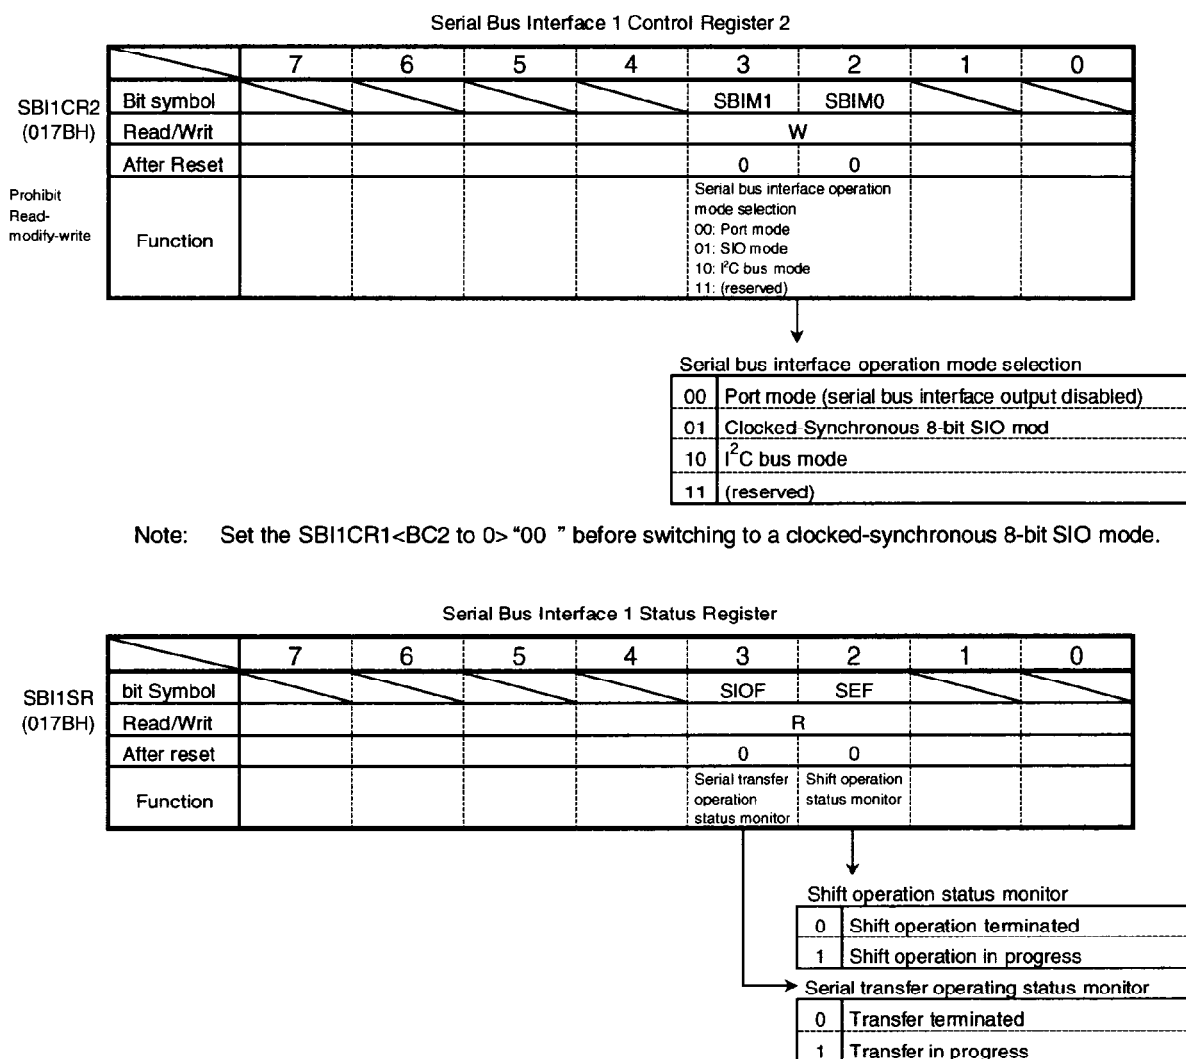 Serial Bus Interface 1 Control Register 2
7 6 5 4 3 2 1 0
SBI1CR2
(017BH)
Bit symbol SBIM1 SBIM0
Read/Writ W
After Reset 0 0
Prohibit
Read-
modify-write
Function
Serial bus interface operation
mode selection
00: Port mode
01: SIO mode
10: I²C bus mode
11: (reserved)
Serial bus interface operation mode selection
00 Port mode (serial bus interface output disabled)
01 Clocked-Synchronous 8-bit SIO mod
10 I²C bus mode
11 (reserved)
Note: Set the SBI1CR1<BC2 to 0> “00 ” before switching to a clocked-synchronous 8-bit SIO mode.
Serial Bus Interface 1 Status Register
7 6 5 4 3 2 1 0
SBI1SR
(017BH)
bit Symbol SIOF SEF
Read/Writ R
After reset 0 0
Function
Serial transfer
operation
status monitor
Shift operation
status monitor
Shift operation status monitor
0 Shift operation terminated
1 Shift operation in progress
Serial transfer operating status monitor
0 Transfer terminated
1 Transfer in progress